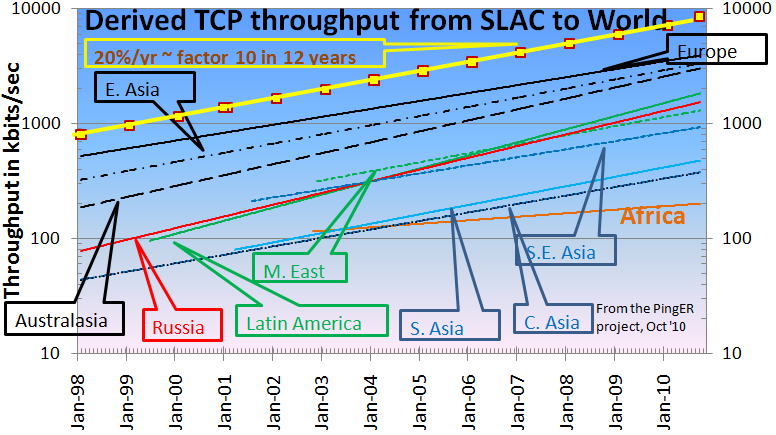 Derived TCP throughput from SLAC to World
10000
10000
20%/yr ~ factor 10 in 12 years
Europe
E. Asia
1000
1000
Throughput in kbits/sec
100
100
Africa
S.E. Asia
M. East
Australasia
Russia
Latin America
S. Asia
C. Asia
From the PingER
project, Oct '10
10
10
Jan-98
Jan-99
Jan-00
Jan-01
Jan-02
Jan-03
Jan-04
Jan-05
Jan-06
Jan-07
Jan-08
Jan-09
Jan-10